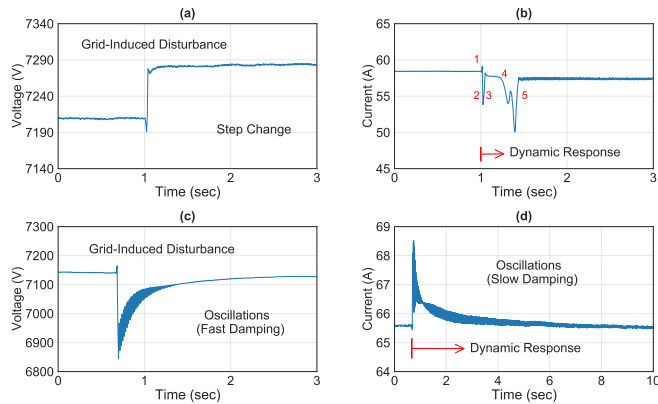 (a)
7340
7290
7240
7190
7140
Voltage (V)
Grid-Induced Disturbance
Step Change
0 1 2 3
Time (sec)
(b)
65
60
55
50
45
Current (A)
1
2 3
4
5
Dynamic Response
0 1 2 3
Time (sec)
(c)
7300
7200
7100
7000
6900
6800
Voltage (V)
Grid-Induced Disturbance
Oscillations
(Fast Damping)
0 1 2 3
Time (sec)
(d)
69
68
67
66
65
64
Current (A)
Oscillations
(Slow Damping)
Dynamic Response
0 2 4 6 8 10
Time (sec)